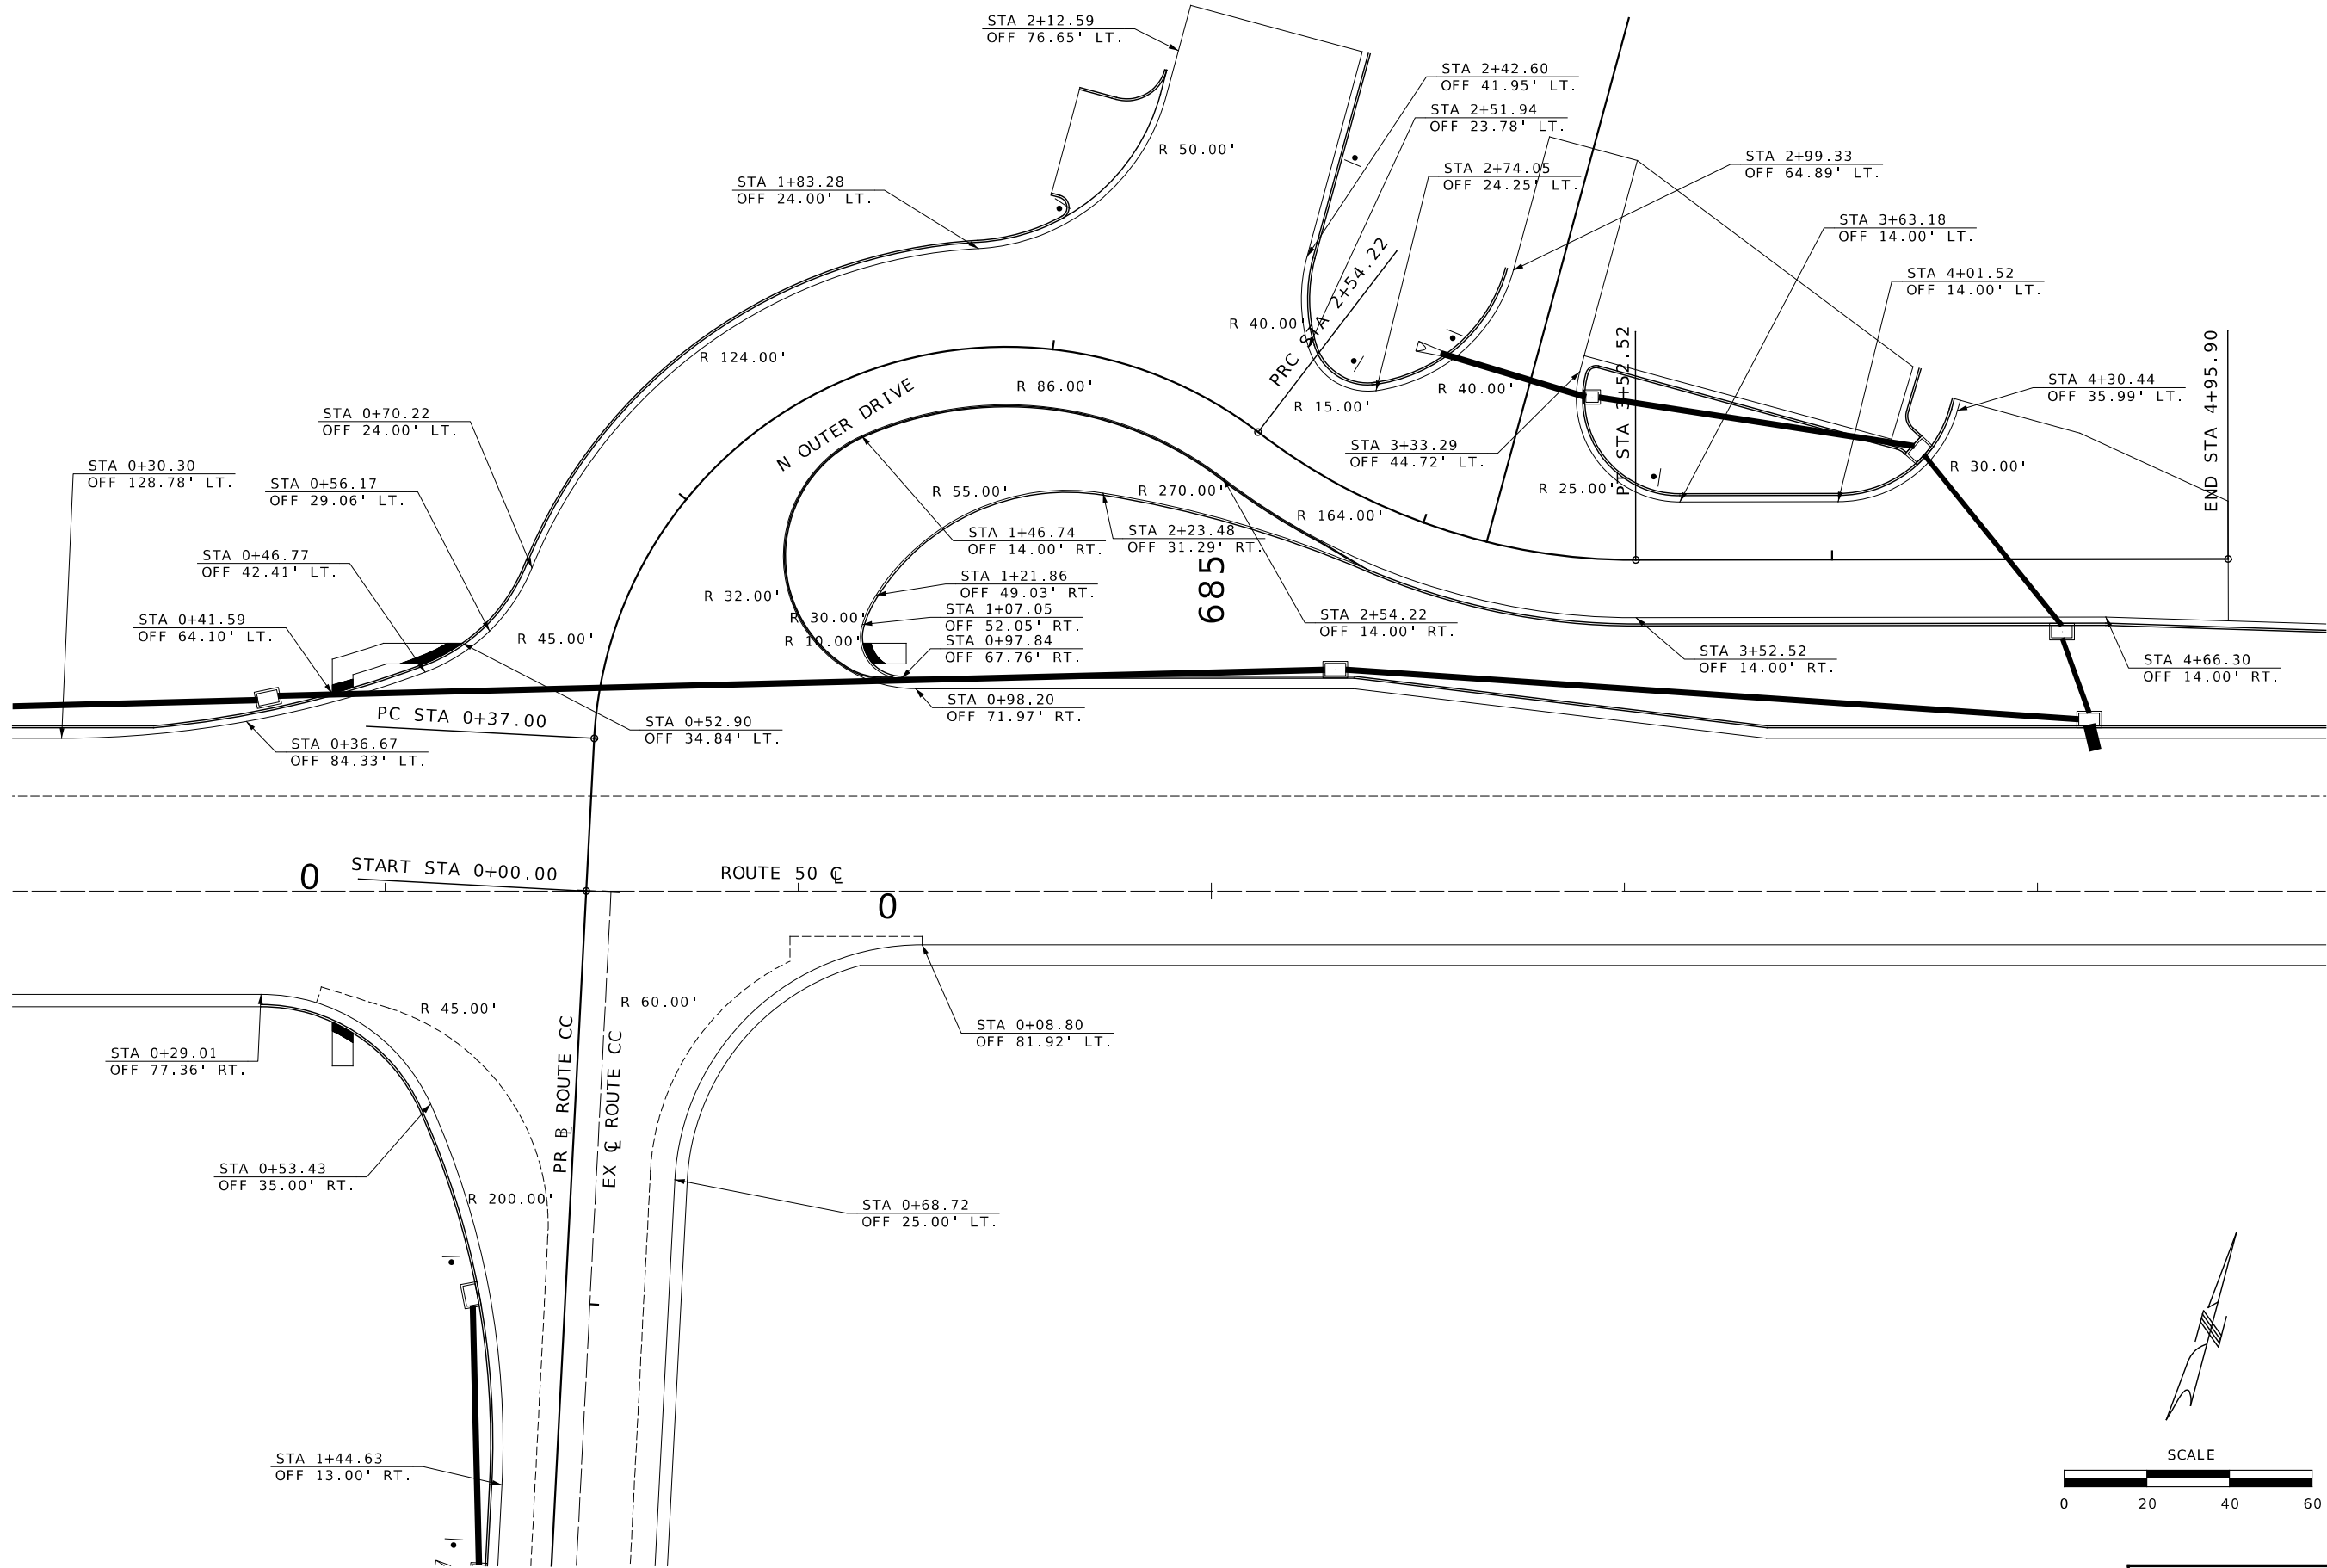 STA 2+12.59
OFF 76.65' LT.
STA 2+42.60
OFF 41.95' LT.
STA 2+51.94
OFF 23.78' LT.
R 50.00'
STA 2+74.05
OFF 24.25' LT.
STA 2+99.33
OFF 64.89' LT.
STA 1+83.28
OFF 24.00' LT.
STA 3+63.18
OFF 14.00' LT.
STA 4+01.52
OFF 14.00' LT.
PRC STA 2+54.22
R 40.00'
R 124.00'
R 86.00'
R 40.00'
R 15.00'
PT STA 3+52.52
END STA 4+95.90
STA 4+30.44
OFF 35.99' LT.
N OUTER DRIVE
STA 0+70.22
OFF 24.00' LT.
STA 3+33.29
OFF 44.72' LT.
STA 0+30.30
OFF 128.78' LT.
R 30.00'
STA 0+56.17
OFF 29.06' LT.
R 55.00'
R 270.00'
R 25.00'
R 164.00'
STA 1+46.74
OFF 14.00' RT.
STA 2+23.48
OFF 31.29' RT.
STA 0+46.77
OFF 42.41' LT.
685
STA 1+21.86
OFF 49.03' RT.
R 32.00'
STA 1+07.05
OFF 52.05' RT.
R 30.00'
STA 2+54.22
OFF 14.00' RT.
STA 0+41.59
OFF 64.10' LT.
R 45.00'
R 10.00'
STA 0+97.84
OFF 67.76' RT.
STA 3+52.52
OFF 14.00' RT.
STA 4+66.30
OFF 14.00' RT.
STA 0+98.20
OFF 71.97' RT.
PC STA 0+37.00
STA 0+52.90
OFF 34.84' LT.
STA 0+36.67
OFF 84.33' LT.
0
START STA 0+00.00
ROUTE 50 ℄
0
R 45.00'
R 60.00'
STA 0+08.80
OFF 81.92' LT.
STA 0+29.01
OFF 77.36' RT.
PR BL ROUTE CC
EX ℄ ROUTE CC
STA 0+53.43
OFF 35.00' RT.
R 200.00'
STA 0+68.72
OFF 25.00' LT.
STA 1+44.63
OFF 13.00' RT.
SCALE
0 20 40 60